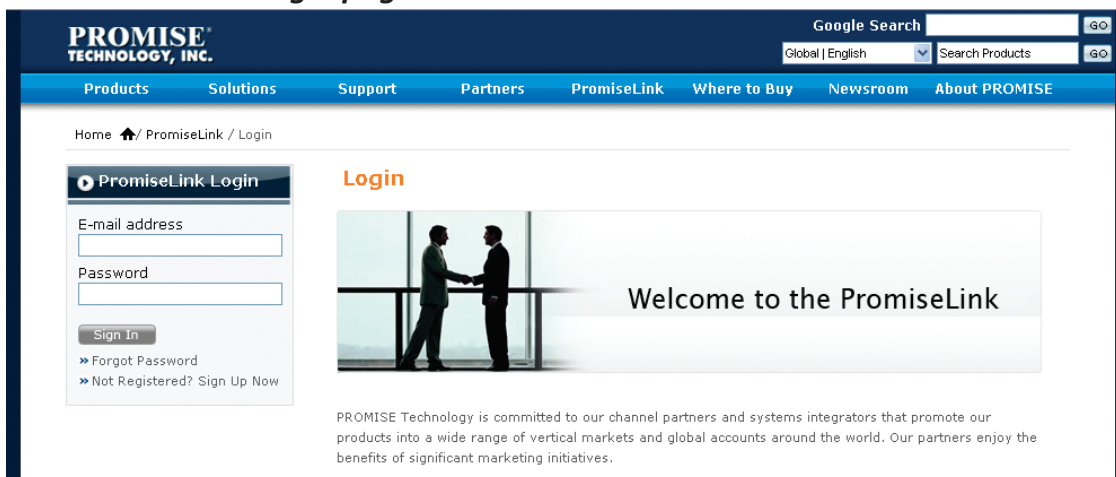 PROMISE
TECHNOLOGY, INC.
Google Search
GO
Global | English
Search Products
GO
Products Solutions Support Partners PromiseLink Where to Buy Newsroom About PROMISE
Home / PromiseLink / Login
PromiseLink Login
E-mail address
Password
Sign In
» Forgot Password
» Not Registered? Sign Up Now
Login
Welcome to the PromiseLink
PROMISE Technology is committed to our channel partners and systems integrators that promote our
products into a wide range of vertical markets and global accounts around the world. Our partners enjoy the
benefits of significant marketing initiatives.